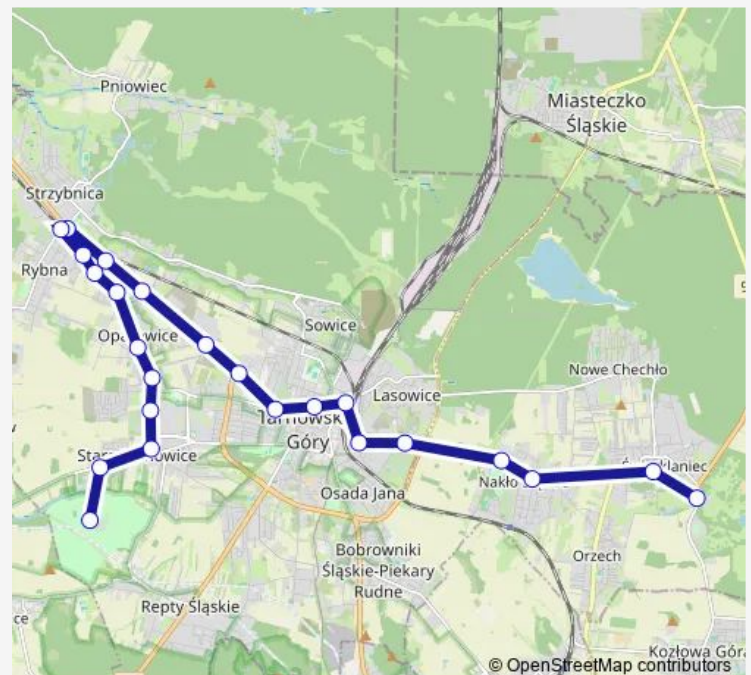 Pniowiec
Miasteczko
Śląskie
Strzybnica
Rybna
Sowice
Nowe Chechło
Lasowice
Góry
Osada Jana
Orzech
Bobrowniki
Śląskie-Piekary
Rudne
Repty Śląskie
Kozłowa Góra
© OpenStreetMap contributors